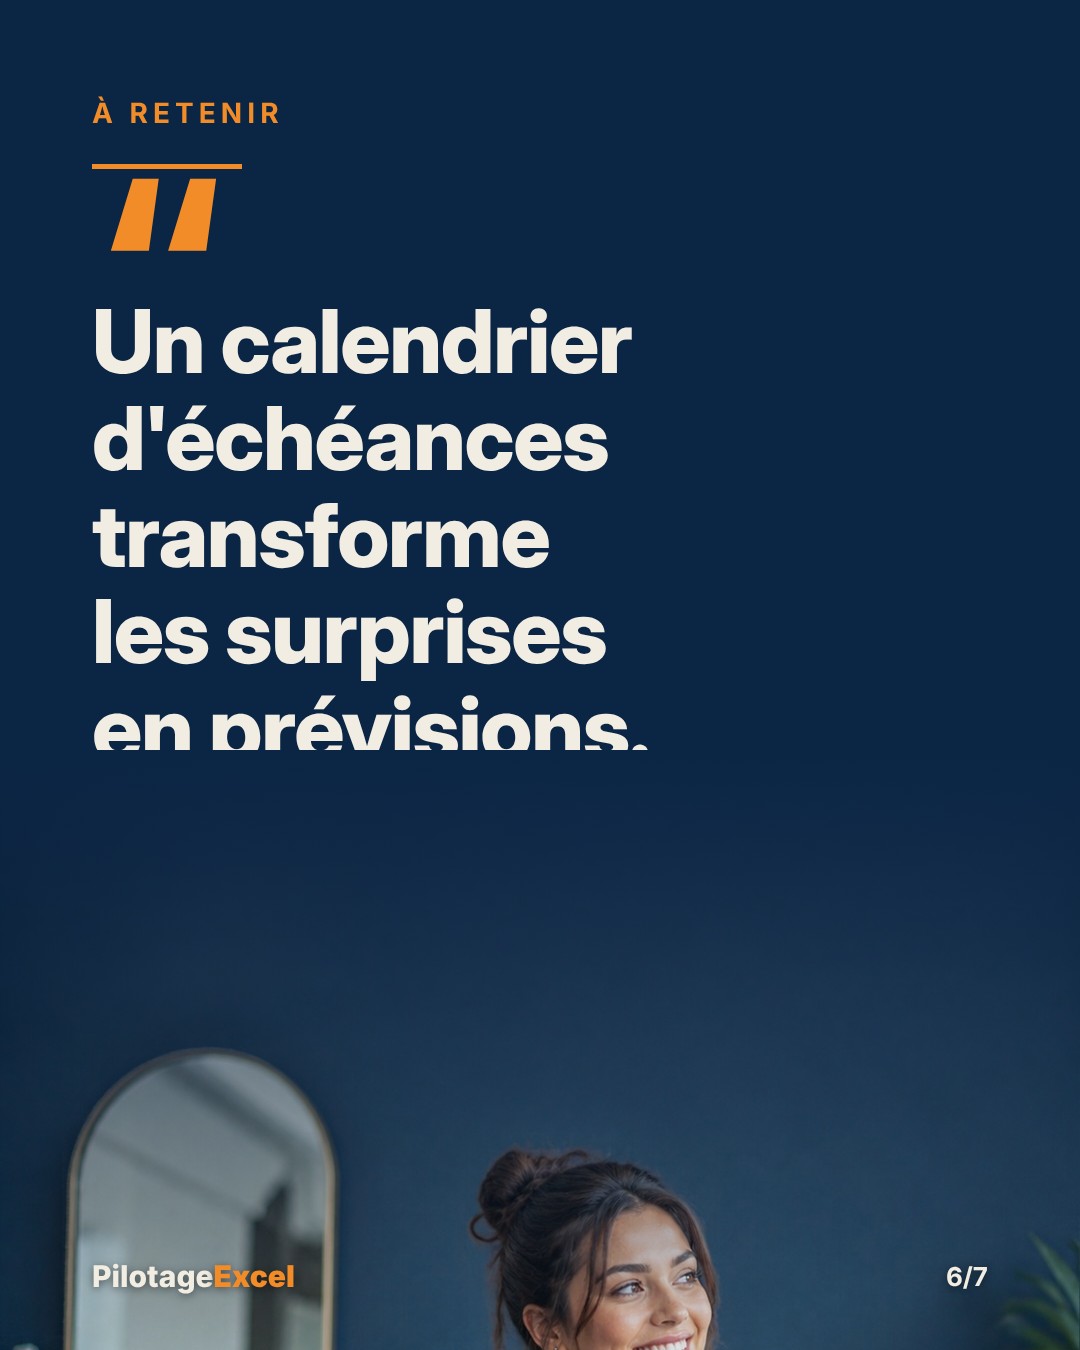 À RETENIR
"
Un calendrier
d'échéances
transforme
les surprises
en prévisions.
PilotageExcel
6/7